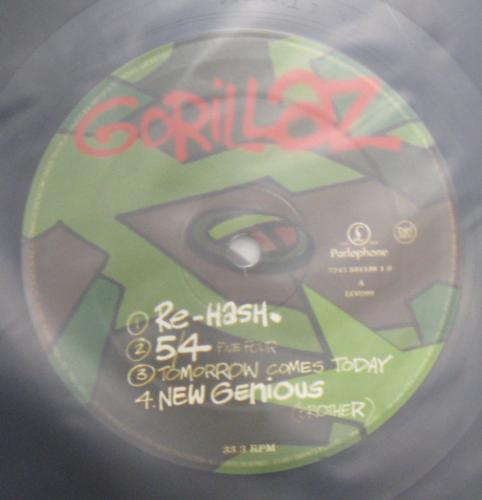 GORILLAZ
Parlophone
A
① Re-HaSH.
② 54 FIVE FOUR
③ TOMORROW COMES TODAY
4. NEW GeNiOUS
(BROTHER)
33.3 RPM